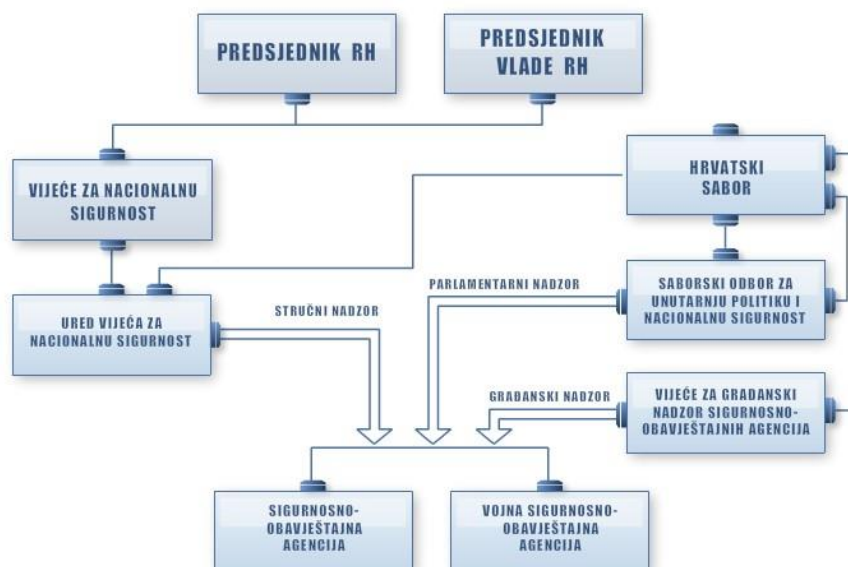 PREDSJEDNIK RH
PREDSJEDNIK
VLADE RH
VIJEĆE ZA NACIONALNU
SIGURNOST
HRVATSKI
SABOR
URED VIJEĆA ZA
NACIONALNU SIGURNOST
STRUČNI NADZOR
PARLAMENTARNI NADZOR
SABORSKI ODBOR ZA
UNUTARNJU POLITIKU I
NACIONALNU SIGURNOST
GRAĐANSKI NADZOR
VIJEĆE ZA GRAĐANSKI
NADZOR SIGURNOSNO-
OBAVJEŠTAJNIH AGENCIJA
SIGURNOSNO-
OBAVJEŠTAJNA
AGENCIJA
VOJNA SIGURNOSNO-
OBAVJEŠTAJNA
AGENCIJA